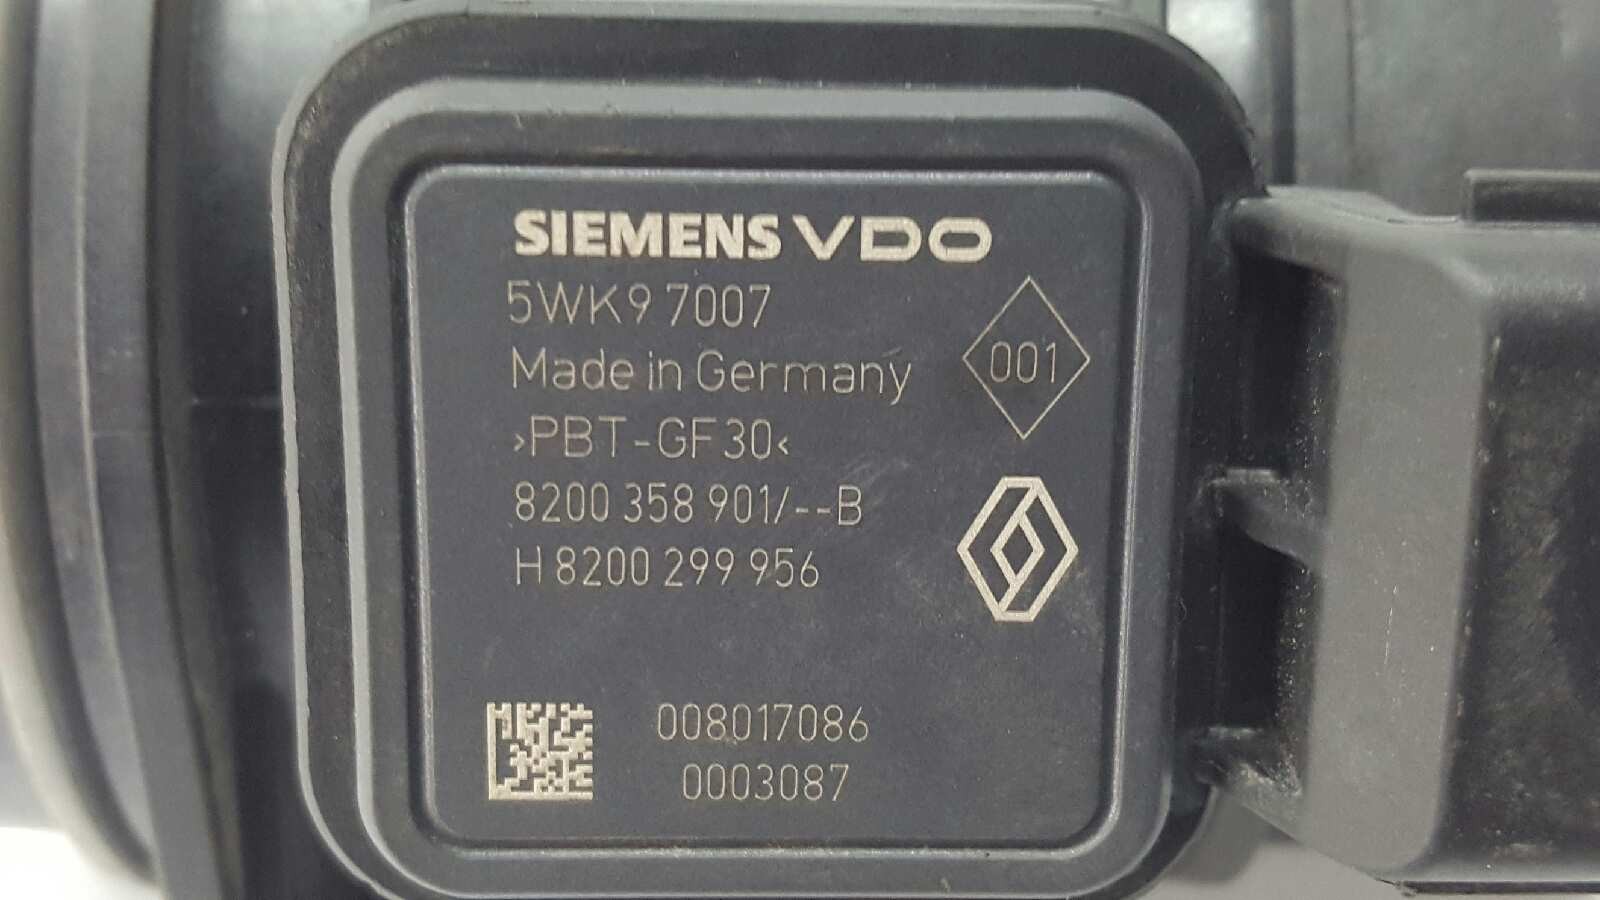 SIEMENS VDO
5WK9 7007
Made in Germany
001
>PBT-GF30<
8200 358 901/--B
H 8200 299 956
008017086
0003087